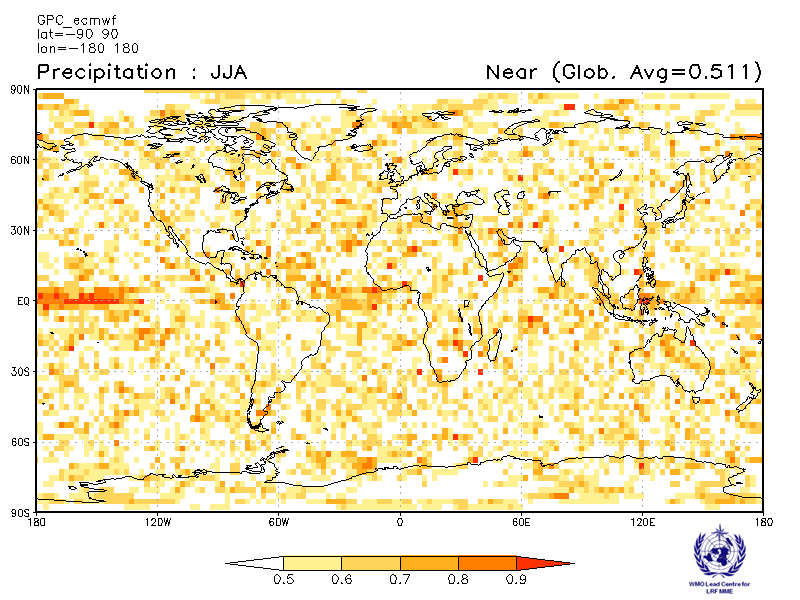 GPC_ecmwf
lat=-90 90
lon=-180 180
Precipitation : JJA
Near (Glob. Avg=0.511)
90N
60N
30N
EQ
30S
60S
90S
180 120W 60W 0 60E 120E 180
0.5 0.6 0.7 0.8 0.9
WMO Lead Centre for
LRF MME